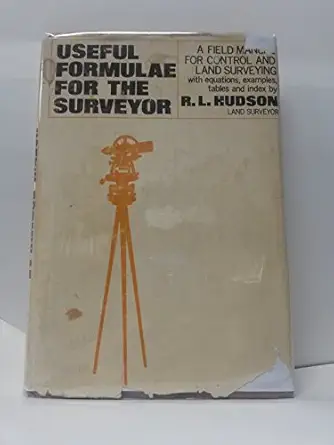 USEFUL
FORMULAE
FOR THE
SURVEYOR
A FIELD
FOR CONTROL AND
LAND SURVEYING
with equations, examples,
tables and index by
R.L. HUDSON
LAND SURVEYOR